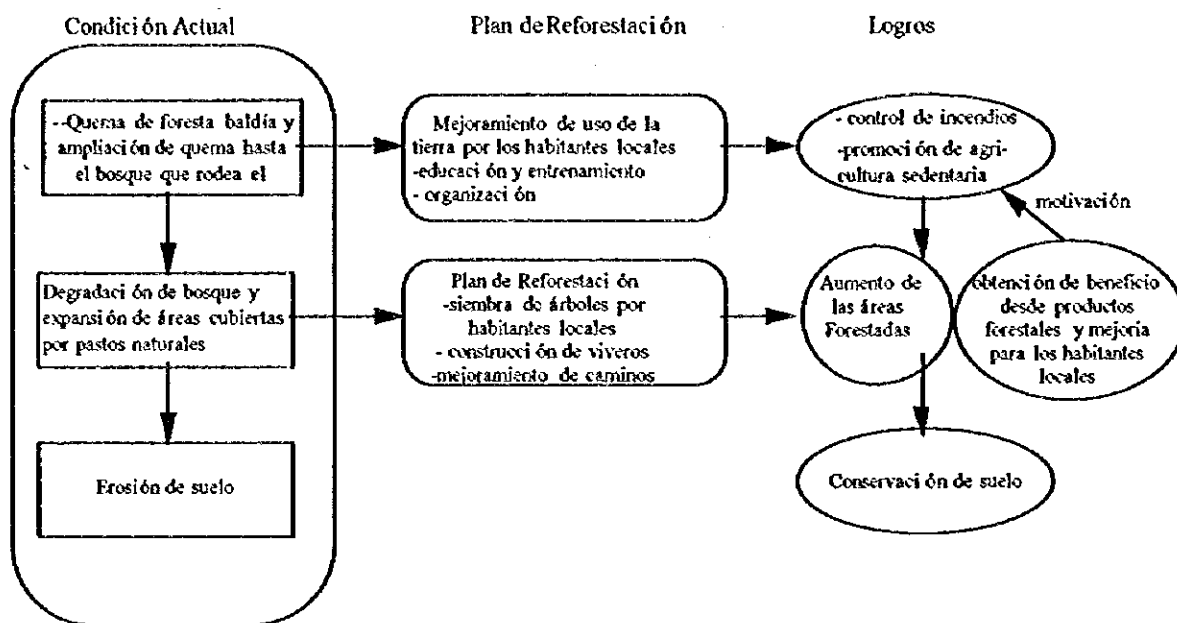 Condición Actual
Plan de Reforestación
Logros
--Quema de foresta baldía y
ampliación de quema hasta
el bosque que rodea el
Mejoramiento de uso de la
tierra por los habitantes locales
-educación y entrenamiento
- organización
- control de incendios
-promoción de agri-
cultura sedentaria
motivación
Degradación de bosque y
expansión de áreas cubiertas
por pastos naturales
Plan de Reforestación
-siembra de árboles por
habitantes locales
- construcción de viveros
-mejoramiento de caminos
Aumento de
las áreas
Forestadas
obtención de beneficio
desde productos
forestales y mejoría
para los habitantes
locales
Erosión de suelo
Conservación de suelo